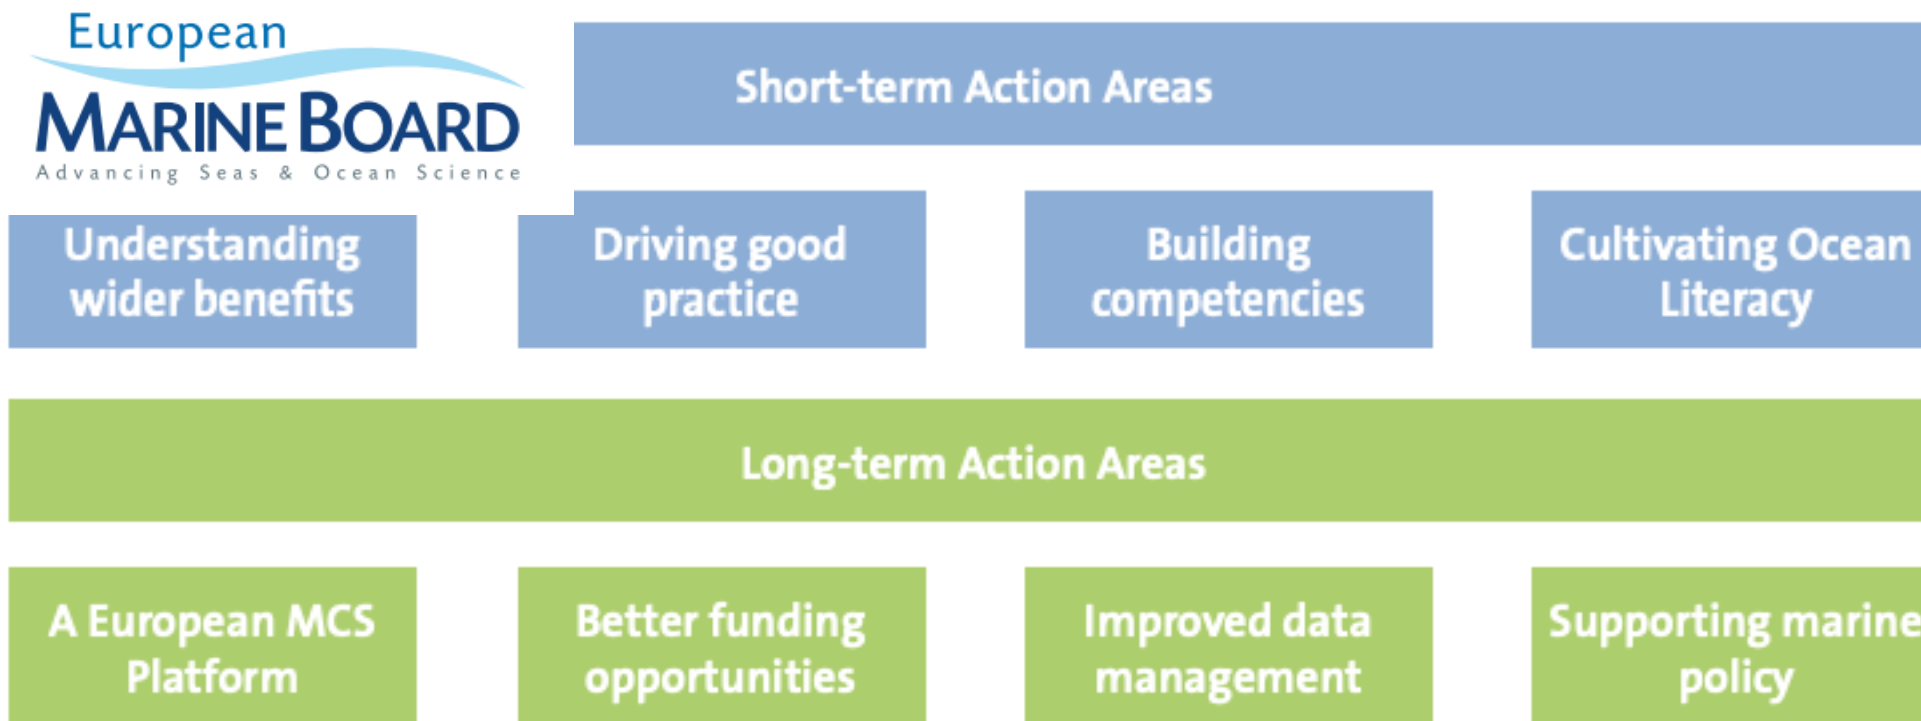 European
MARINE BOARD
Advancing Seas & Ocean Science
Short-term Action Areas
Understanding
wider benefits
Driving good
practice
Building
competencies
Cultivating Ocean
Literacy
Long-term Action Areas
A European MCS
Platform
Better funding
opportunities
Improved data
management
Supporting marine
policy